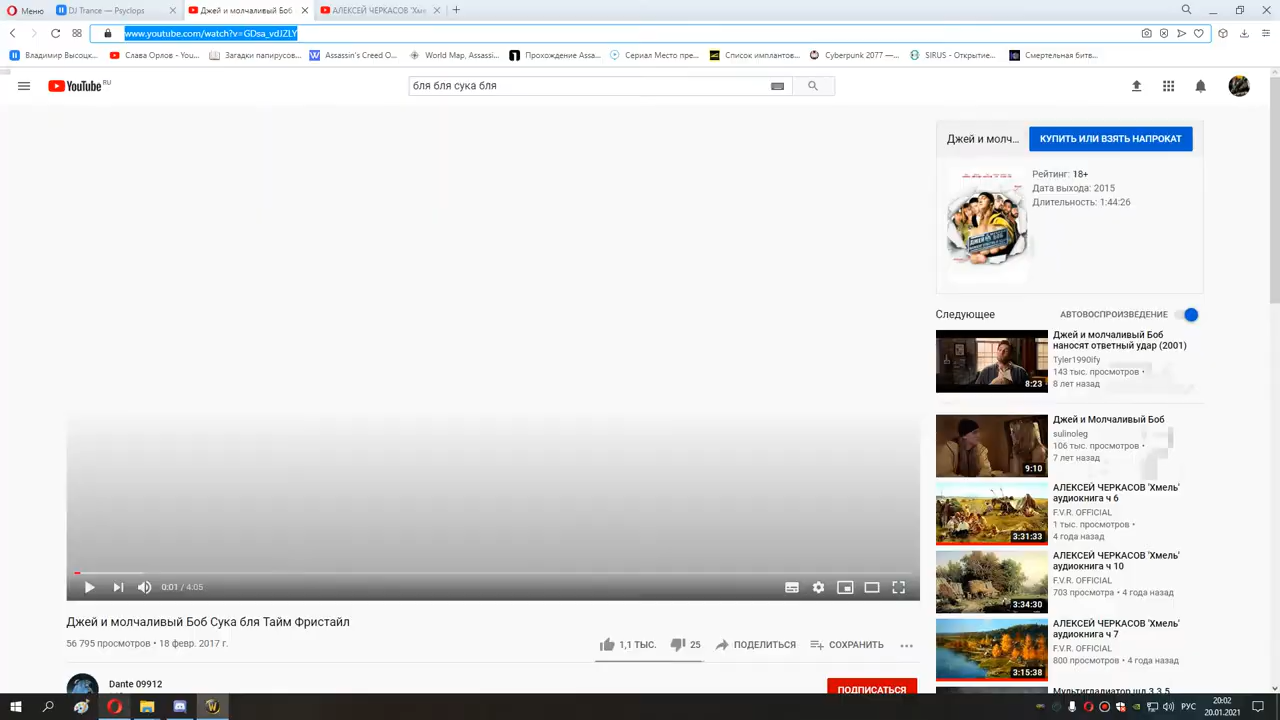 Меню
DJ Trance — Psyclops
Джей и молчаливый Боб
АЛЕКСЕЙ ЧЕРКАСОВ 'Хме
www.youtube.com/watch?v=GDsa_vdJZLY
Владимир Высоцк...
Слава Орлов - You...
Загадки папирусов...
Assassin's Creed O...
World Map, Assassi...
Прохождение Assa...
Сериал Место пре...
Список имплантов...
Cyberpunk 2077 —...
SIRUS - Открытие...
Смертельная битв...
YouTube RU
бля бля сука бля
Джей и молч...
КУПИТЬ ИЛИ ВЗЯТЬ НАПРОКАТ
Рейтинг: 18+
Дата выхода: 2015
Длительность: 1:44:26
Следующее
АВТОВОСПРОИЗВЕДЕНИЕ
Джей и молчаливый Боб
наносят ответный удар (2001)
Tyler1990ify
143 тыс. просмотров •
8 лет назад
8:23
Джей и Молчаливый Боб
sulinoleg
106 тыс. просмотров •
7 лет назад
9:10
АЛЕКСЕЙ ЧЕРКАСОВ 'Хмель'
аудиокнига ч 6
F.V.R. OFFICIAL
1 тыс. просмотров •
4 года назад
3:31:33
АЛЕКСЕЙ ЧЕРКАСОВ 'Хмель'
аудиокнига ч 10
F.V.R. OFFICIAL
703 просмотра • 4 года назад
3:34:30
АЛЕКСЕЙ ЧЕРКАСОВ 'Хмель'
аудиокнига ч 7
F.V.R. OFFICIAL
800 просмотров • 4 года назад
3:15:38
Мультигладиатор
0:01 / 4:05
Джей и молчаливый Боб Сука бля Тайм Фристайл
56 795 просмотров • 18 февр. 2017 г.
1,1 ТЫС.
25
ПОДЕЛИТЬСЯ
СОХРАНИТЬ
Dante 09912
ПОДПИСАТЬСЯ
РУС
20:02
20.01.2021